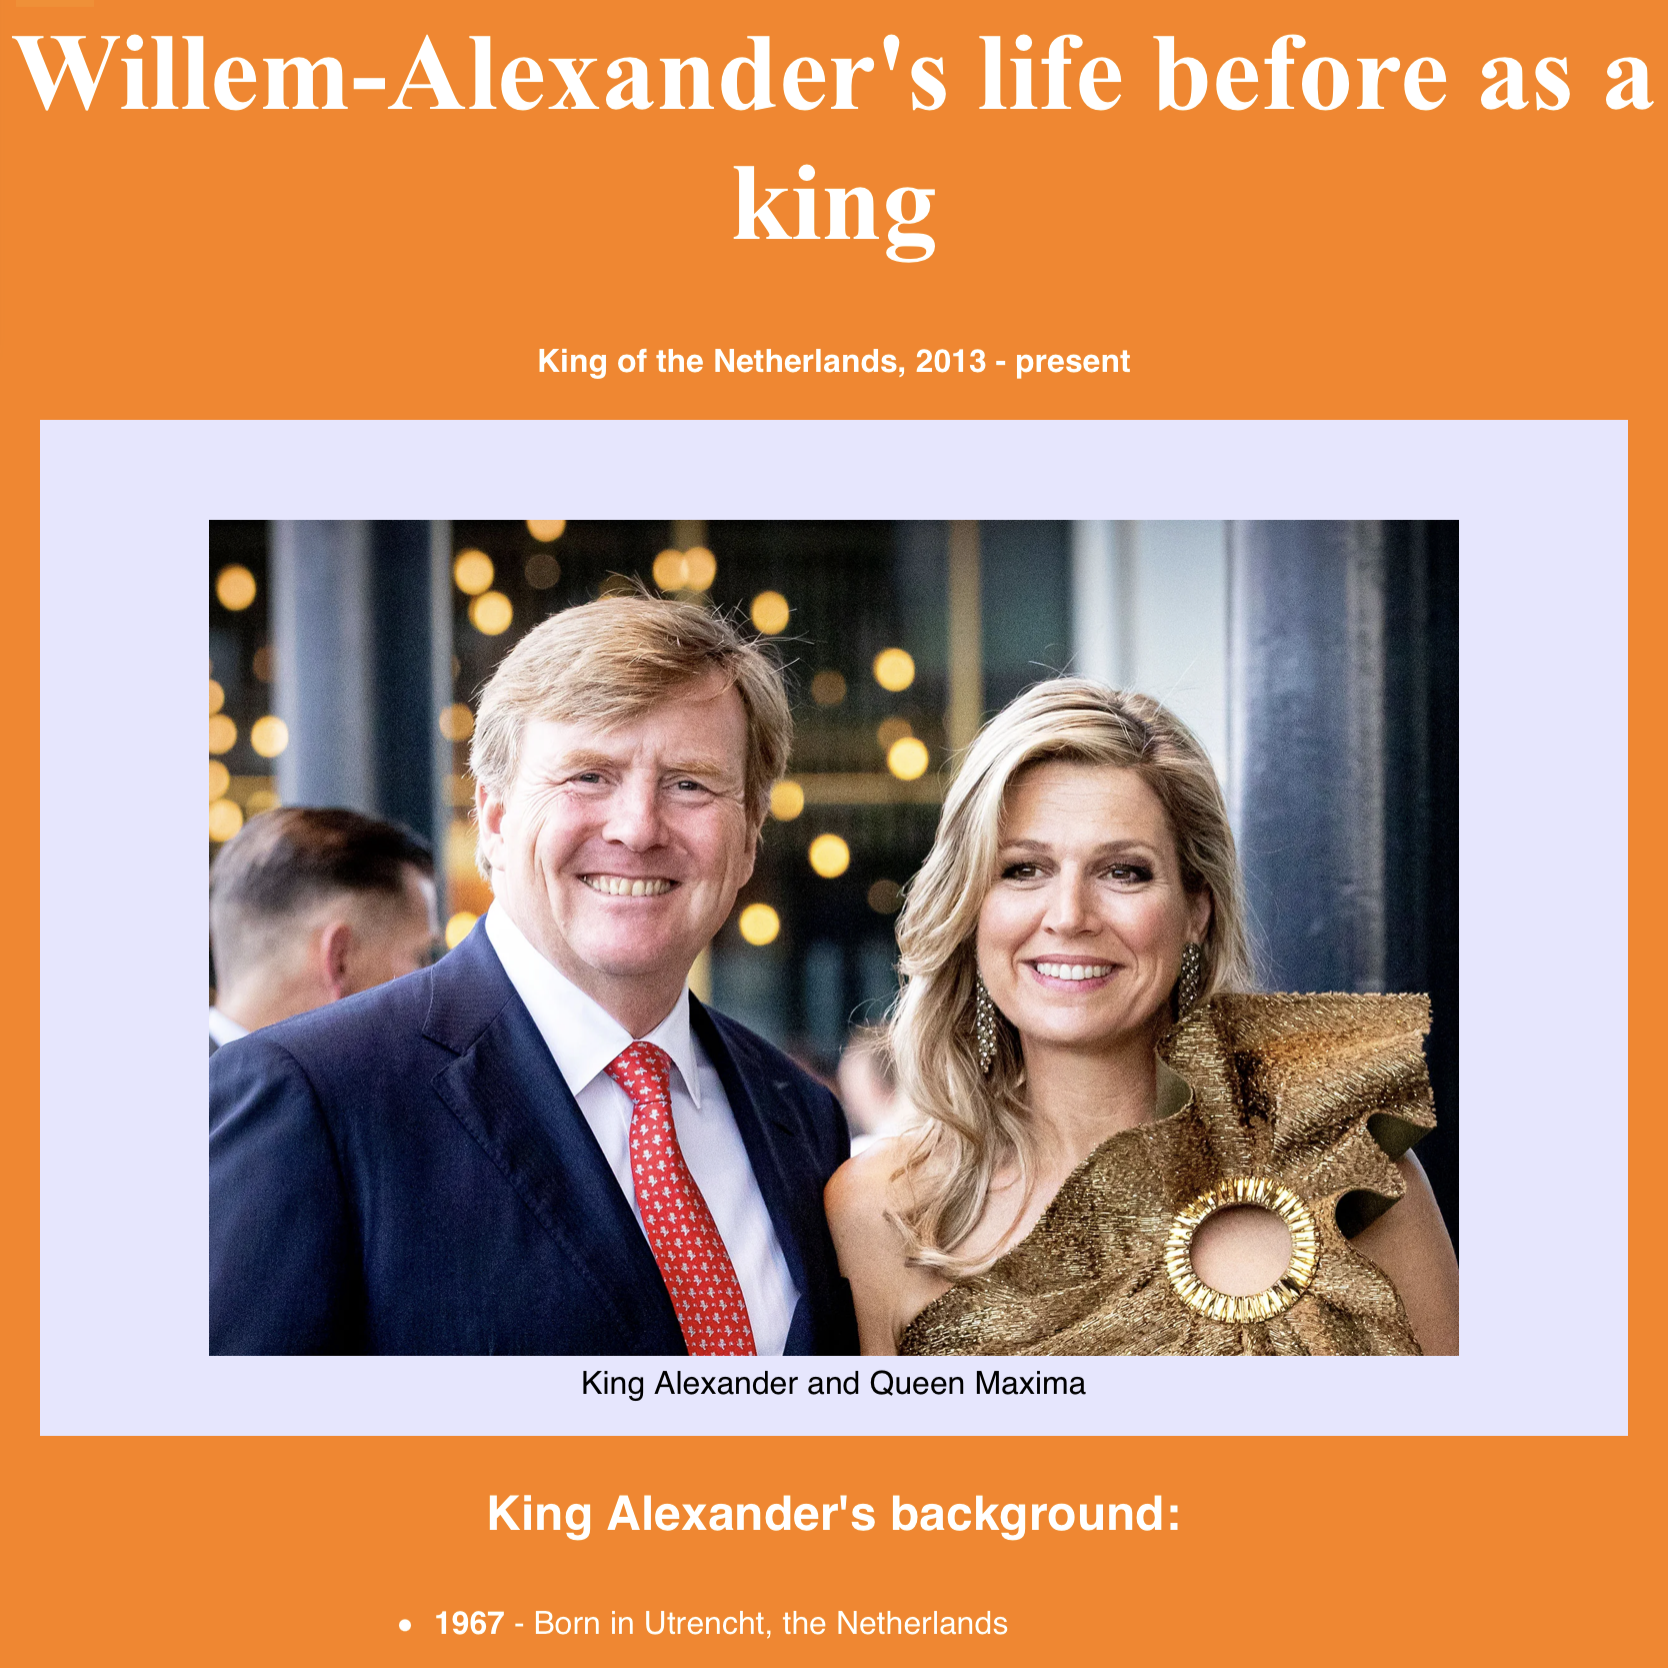 Willem-Alexander's life before as a
king
King of the Netherlands, 2013 - present
King Alexander and Queen Maxima
King Alexander's background:
• 1967 - Born in Utrencht, the Netherlands